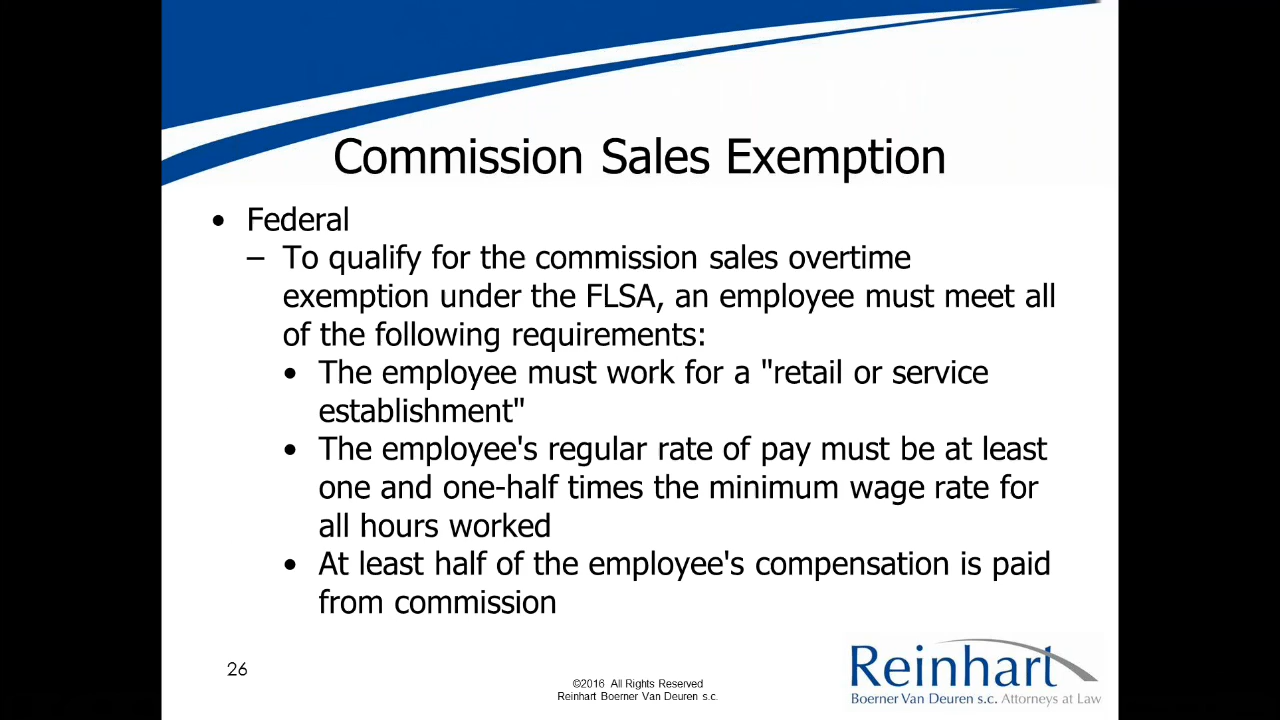 Commission Sales Exemption
• Federal
– To qualify for the commission sales overtime
exemption under the FLSA, an employee must meet all
of the following requirements:
• The employee must work for a "retail or service
establishment"
• The employee's regular rate of pay must be at least
one and one-half times the minimum wage rate for
all hours worked
• At least half of the employee's compensation is paid
from commission
26
©2016 All Rights Reserved
Reinhart Boerner Van Deuren s.c.
Reinhart
Boerner Van Deuren s.c. Attorneys at Law